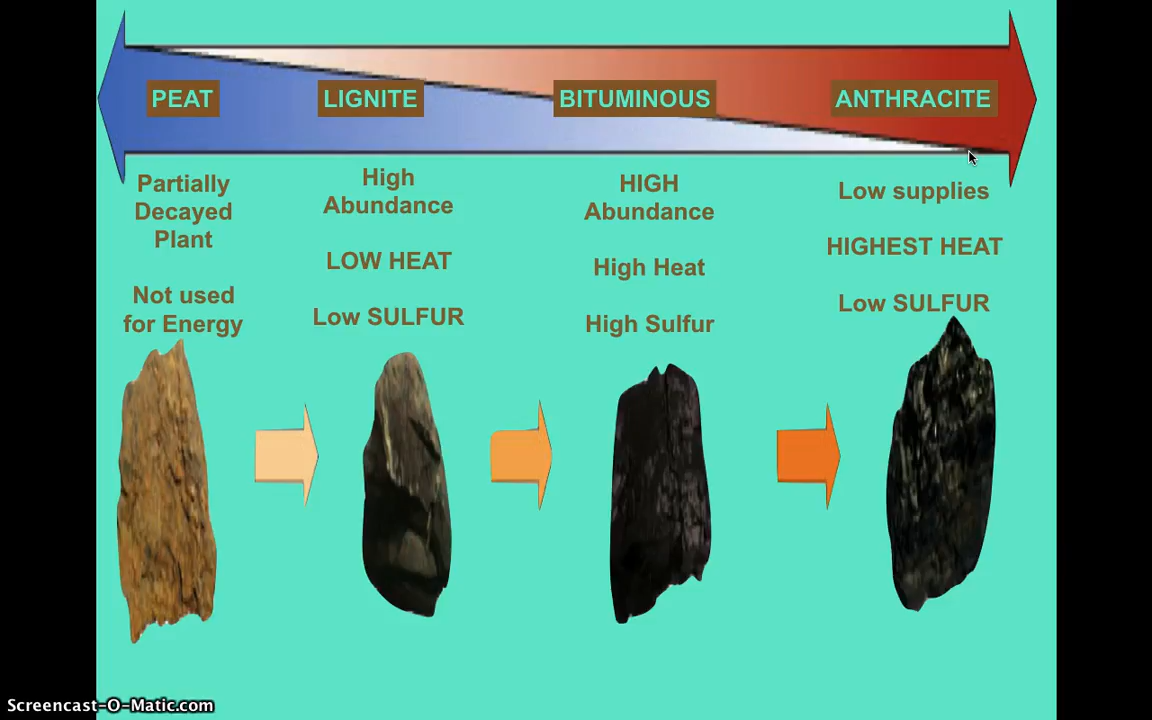 PEAT
LIGNITE
BITUMINOUS
ANTHRACITE
Partially
Decayed
Plant
Not used
for Energy
High
Abundance
LOW HEAT
Low SULFUR
HIGH
Abundance
High Heat
High Sulfur
Low supplies
HIGHEST HEAT
Low SULFUR
Screencast-O-Matic.com